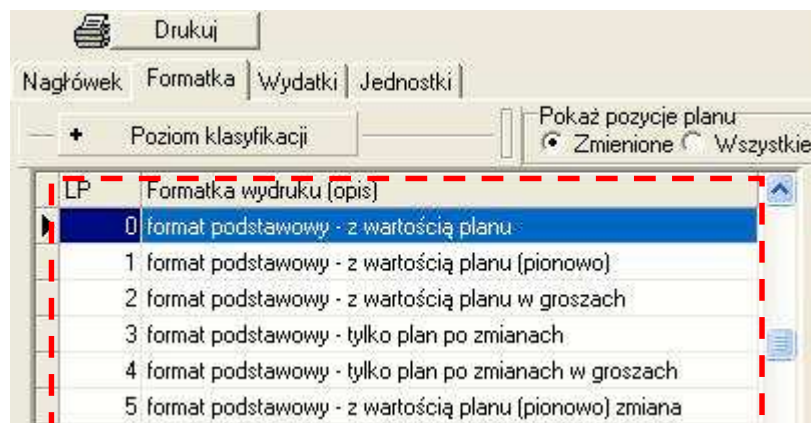 Drukuj
Nagłówek Formatka Wydatki Jednostki
+ Poziom klasyfikacji
Pokaż pozycje planu
Zmienione Wszystkie
LP Formatka wydruku (opis)
0 format podstawowy - z wartością planu
1 format podstawowy - z wartością planu (pionowo)
2 format podstawowy - z wartością planu w groszach
3 format podstawowy - tylko plan po zmianach
4 format podstawowy - tylko plan po zmianach w groszach
5 format podstawowy - z wartością planu (pionowo) zmiana